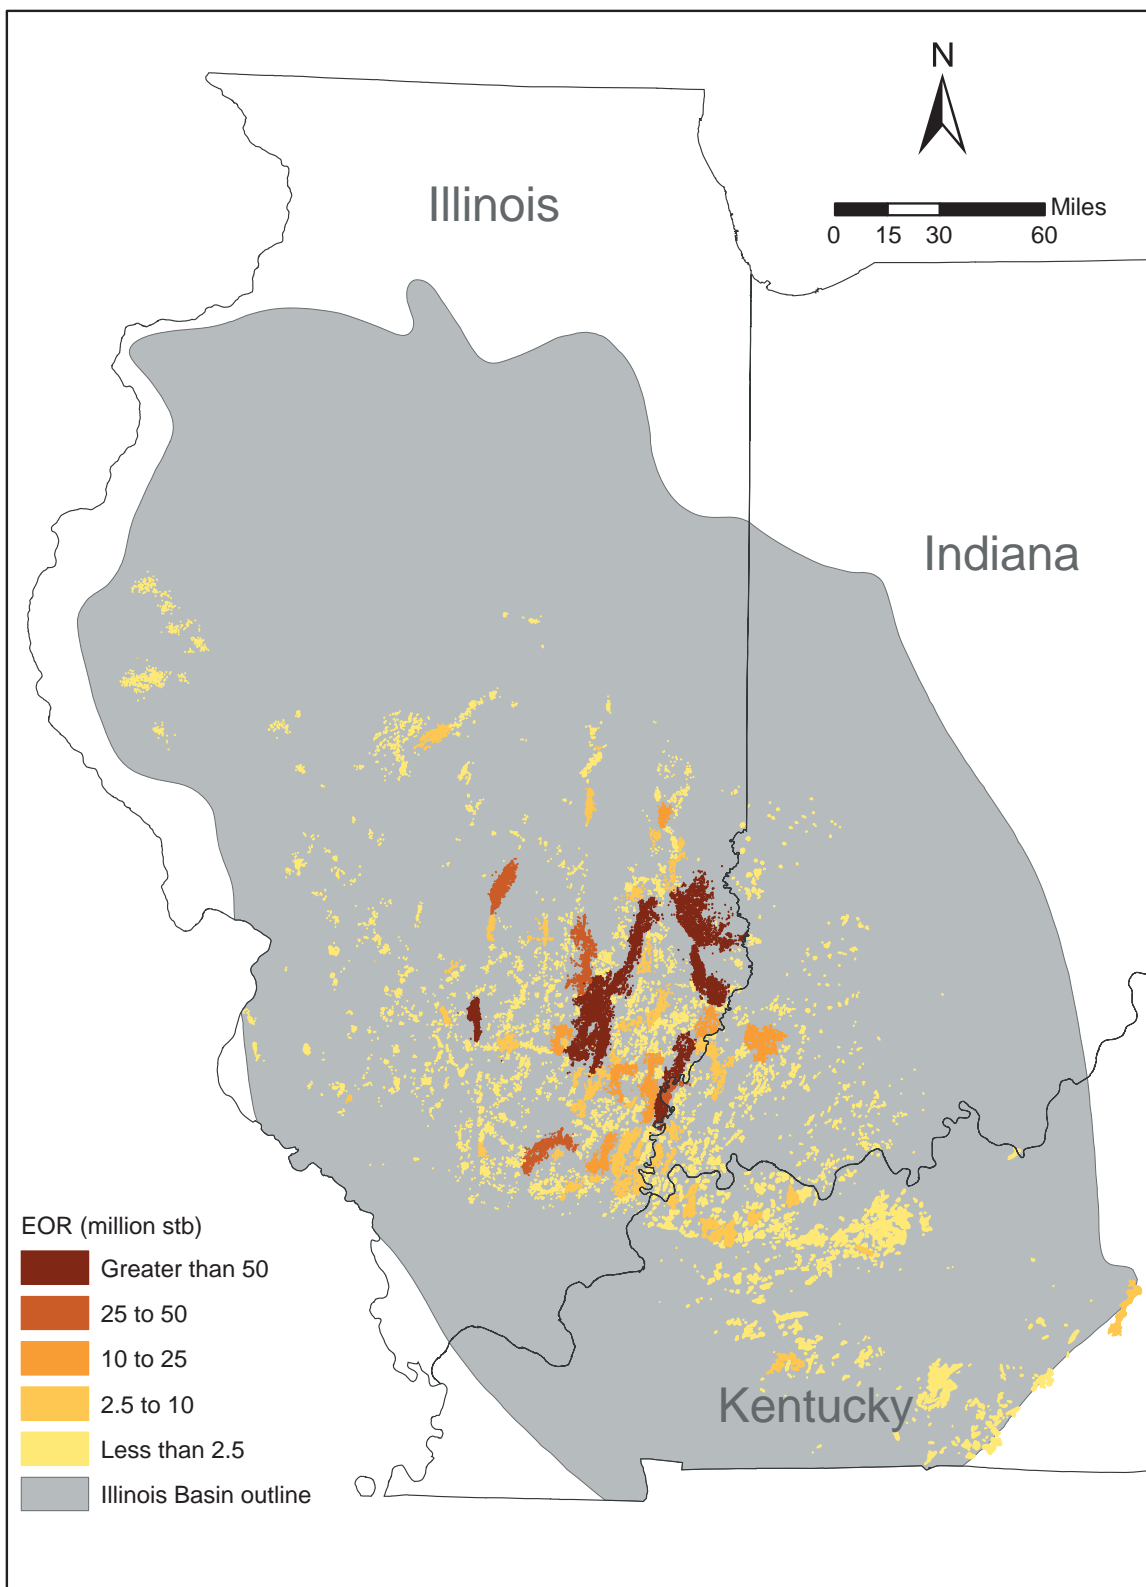 N
Illinois
Miles
0 15 30 60
Indiana
EOR (million stb)
Greater than 50
25 to 50
10 to 25
2.5 to 10
Less than 2.5
Illinois Basin outline
Kentucky